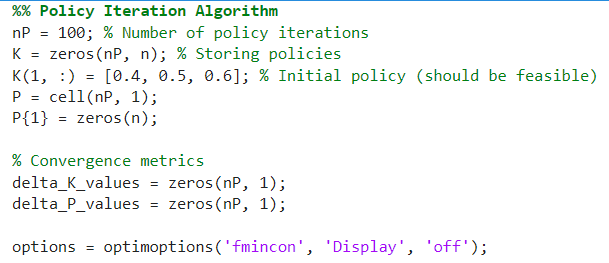 %% Policy Iteration Algorithm
nP = 100; % Number of policy iterations
K = zeros(nP, n); % Storing policies
K(1, :) = [0.4, 0.5, 0.6]; % Initial policy (should be feasible)
P = cell(nP, 1);
P{1} = zeros(n);
% Convergence metrics
delta_K_values = zeros(nP, 1);
delta_P_values = zeros(nP, 1);
options = optimoptions('fmincon', 'Display', 'off');